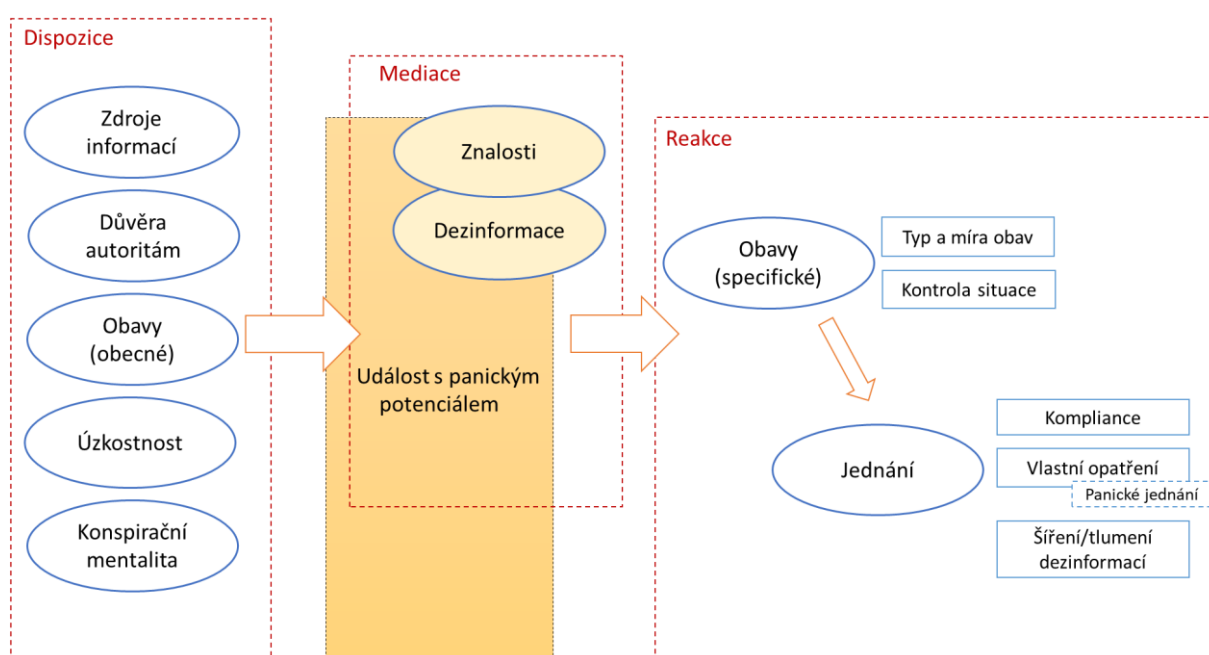 Dispozice
Zdroje
informací
Důvěra
autoritám
Obavy
(obecné)
Úzkostnost
Konspirační
mentalita
Mediace
Znalosti
Dezinformace
Událost s panickým
potenciálem
Reakce
Obavy
(specifické)
Typ a míra obav
Kontrola situace
Jednání
Kompliance
Vlastní opatření
Panické jednání
Šíření/tlumení
dezinformací